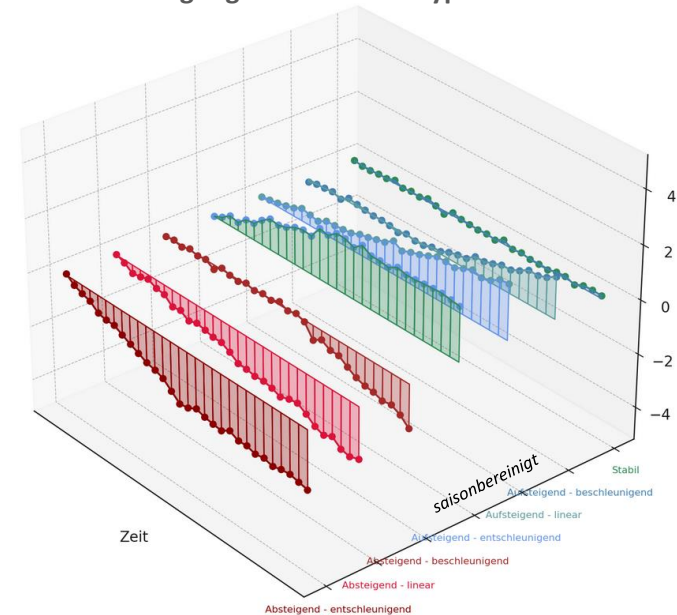 4
2
0
−2
−4
Zeit
saisonbereinigt
Stabil
Aufsteigend - beschleunigend
Aufsteigend - linear
Aufsteigend - entschleunigend
Absteigend - beschleunigend
Absteigend - linear
Absteigend - entschleunigend